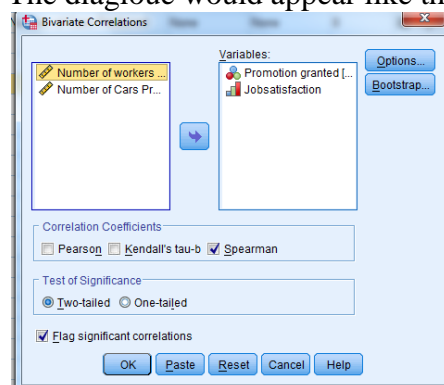 The diagloue would appear like th
Bivariate Correlations
Variables:
Number of workers ...
Number of Cars Pr...
Promotion granted [...
Jobsatisfaction
Options...
Bootstrap...
Correlation Coefficients
Pearson Kendall's tau-b Spearman
Test of Significance
Two-tailed One-tailed
Flag significant correlations
OK Paste Reset Cancel Help